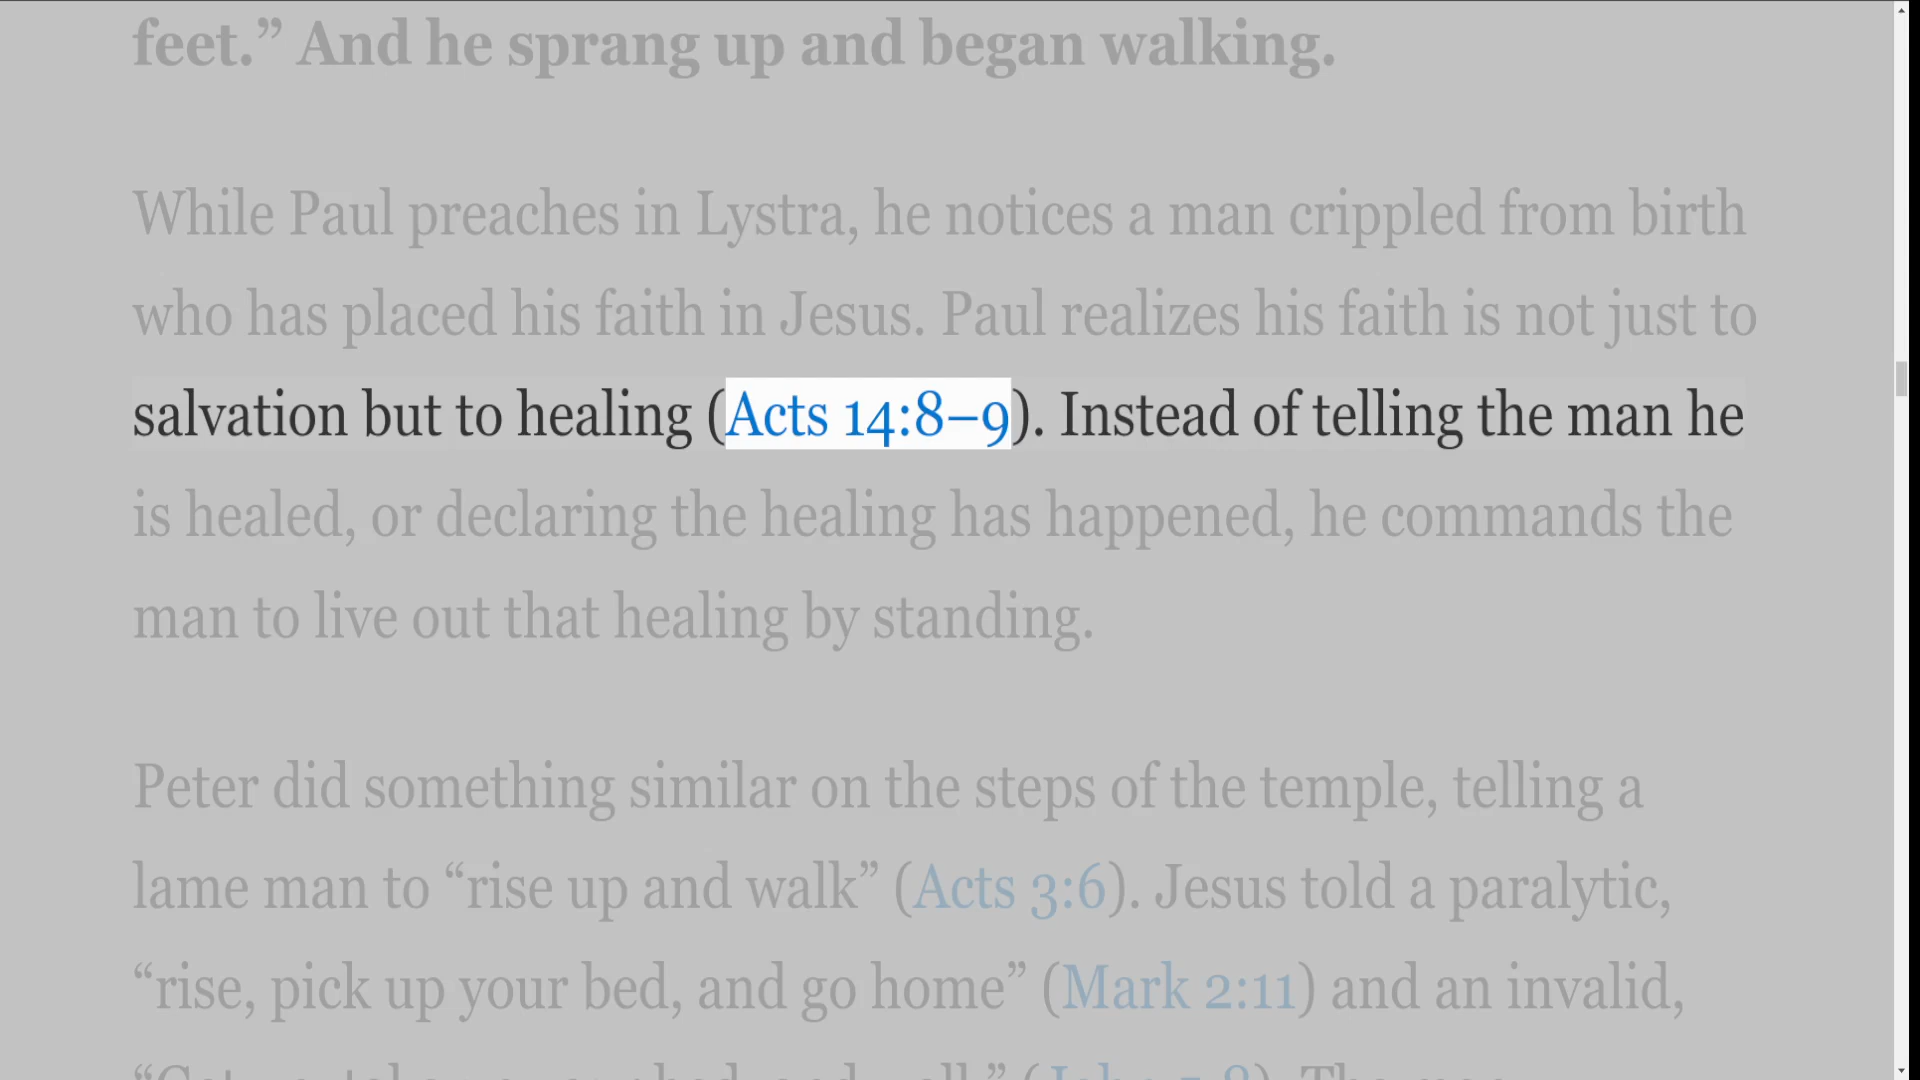 feet.” And he sprang up and began walking.
While Paul preaches in Lystra, he notices a man crippled from birth
who has placed his faith in Jesus. Paul realizes his faith is not just to
salvation but to healing (Acts 14:8–9). Instead of telling the man he
is healed, or declaring the healing has happened, he commands the
man to live out that healing by standing.
Peter did something similar on the steps of the temple, telling a
lame man to “rise up and walk” (Acts 3:6). Jesus told a paralytic,
“rise, pick up your bed, and go home” (Mark 2:11) and an invalid,